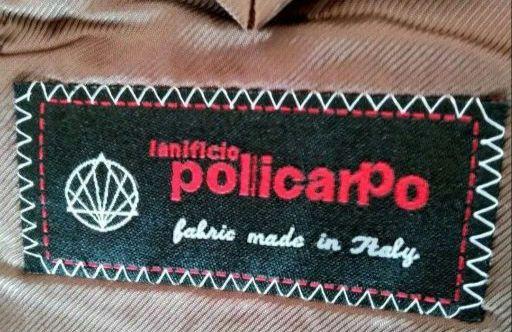 lanificio
policarpo
fabric made in Italy